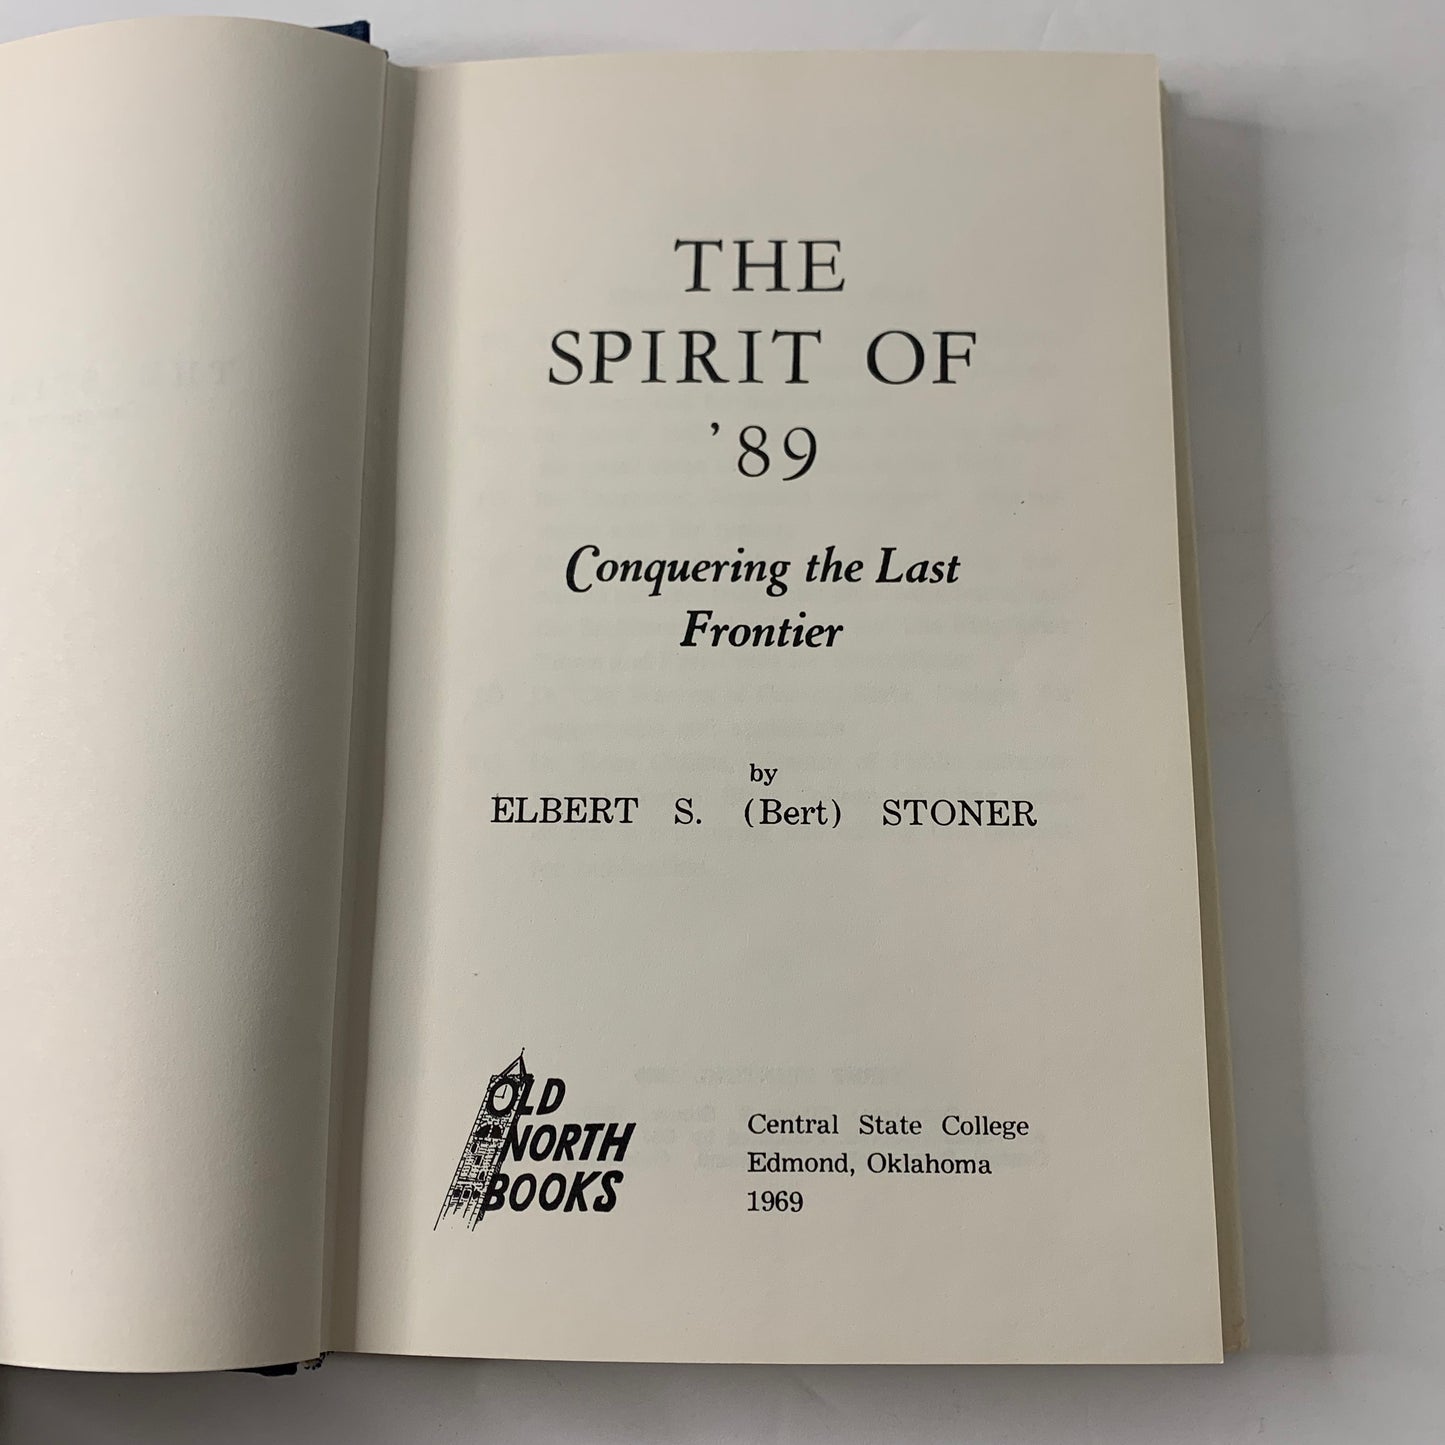 THE
SPIRIT OF
’89
Conquering the Last
Frontier
by
ELBERT S. (Bert) STONER
OLD
NORTH
BOOKS
Central State College
Edmond, Oklahoma
1969